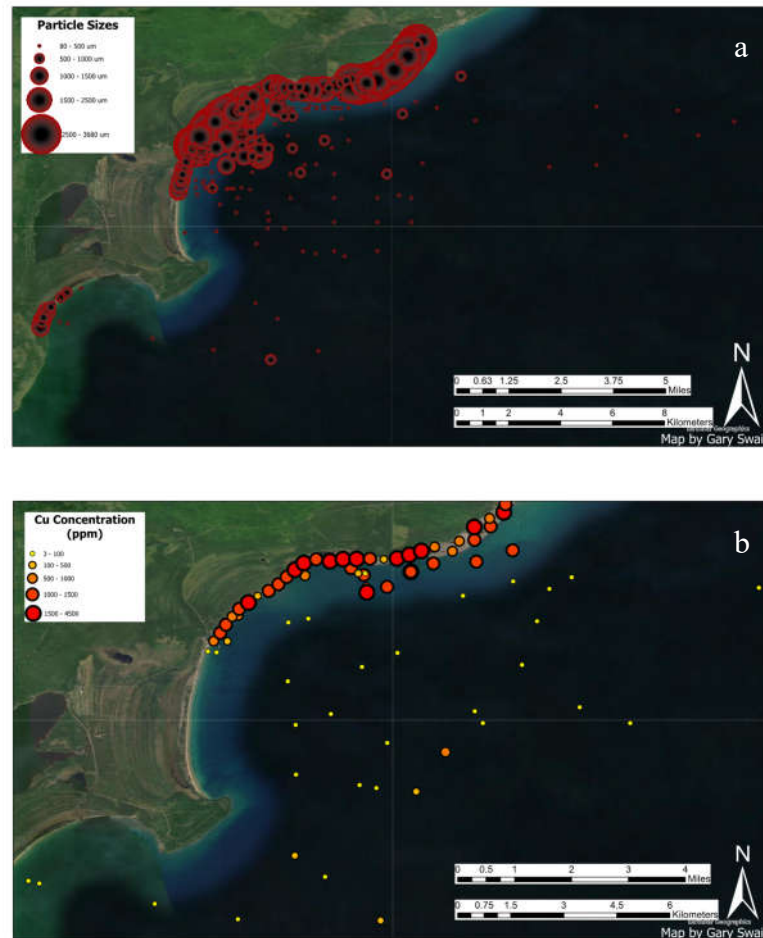 Particle Sizes
80 - 500 um
500 - 1000 um
1000 - 1500 um
1500 - 2500 um
2500 - 3680 um
a
N
0 0.63 1.25 2.5 3.75 5
Miles
0 1 2 4 6 8
Kilometers
Map by Gary Swai
Cu Concentration
(ppm)
3 - 100
100 - 500
500 - 1000
1000 - 1500
1500 - 4500
b
N
0 0.5 1 2 3 4
Miles
0 0.75 1.5 3 4.5 6
Kilometers
Map by Gary Swai